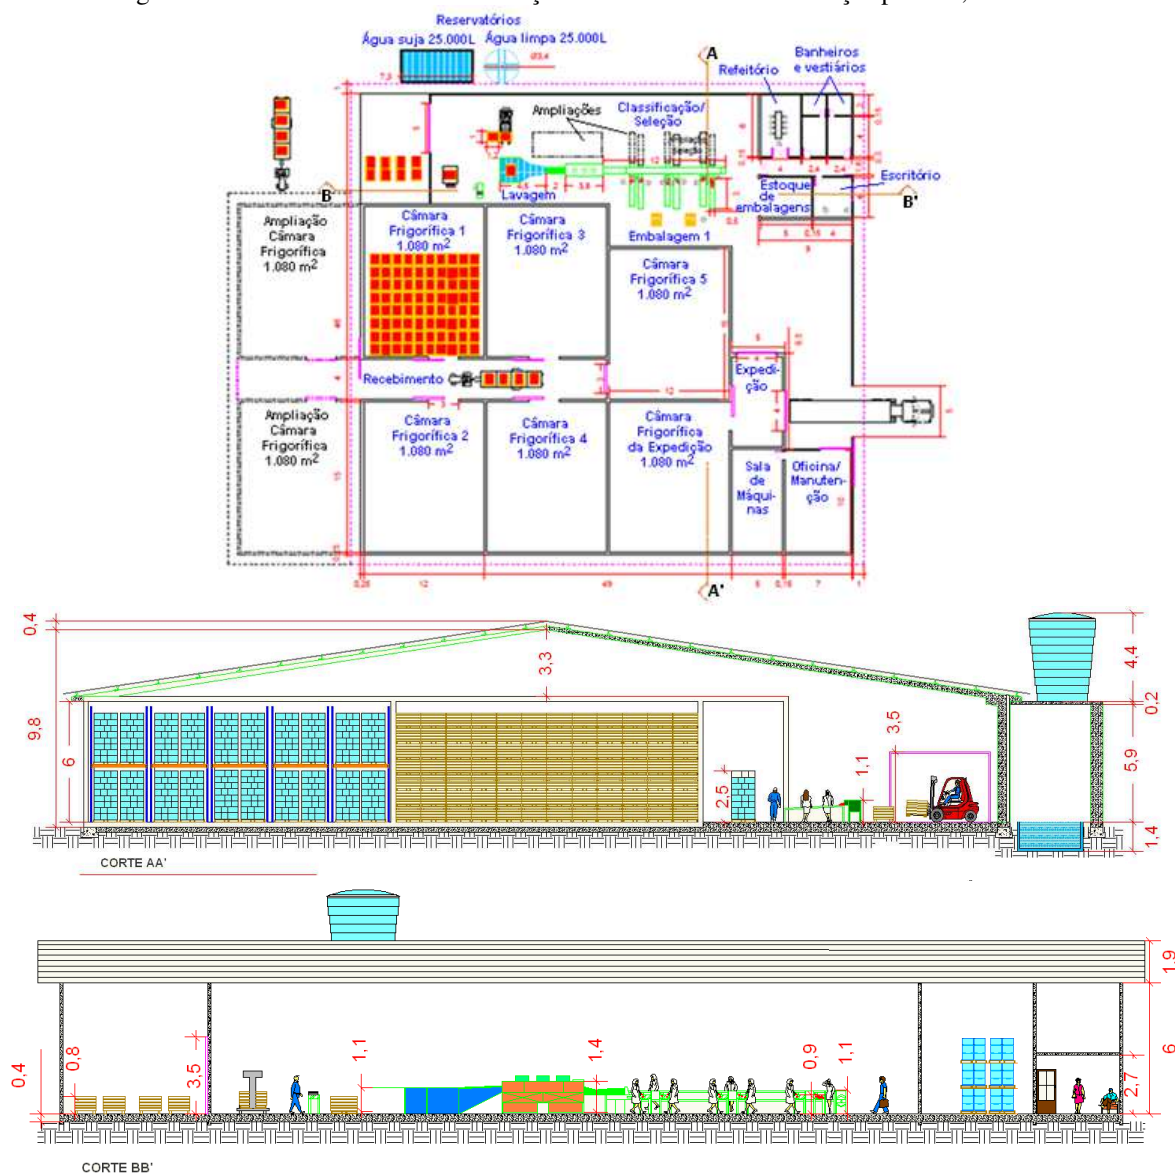 Reservatórios
Água suja 25.000L
Água limpa 25.000L
A
Banheiros
e vestiários
Refeitório
Ampliações
Classificação/
Seleção
Lavagem
B
B'
Escritório
Estoque
de
embalagens
Embalagem 1
Ampliação
Câmara
Frigorífica
1.080 m2
Câmara
Frigorífica 1
1.080 m2
Câmara
Frigorífica 3
1.080 m2
Câmara
Frigorífica 5
1.080 m2
Recebimento
Expedi-
ção
Ampliação
Câmara
Frigorífica
1.080 m2
Câmara
Frigorífica 2
1.080 m2
Câmara
Frigorífica 4
1.080 m2
Câmara
Frigorífica
da Expedição
1.080 m2
Sala
de
Máqui-
nas
Oficina/
Manuten-
ção
0,25
12
49
0,15
7
1
A'
0,4
9,8
6
3,3
2,5
1,1
3,5
4,4
0,2
5,9
1,4
CORTE AA'
0,4
0,8
3,5
1,1
1,4
0,9
1,1
1,9
6
2,7
CORTE BB'